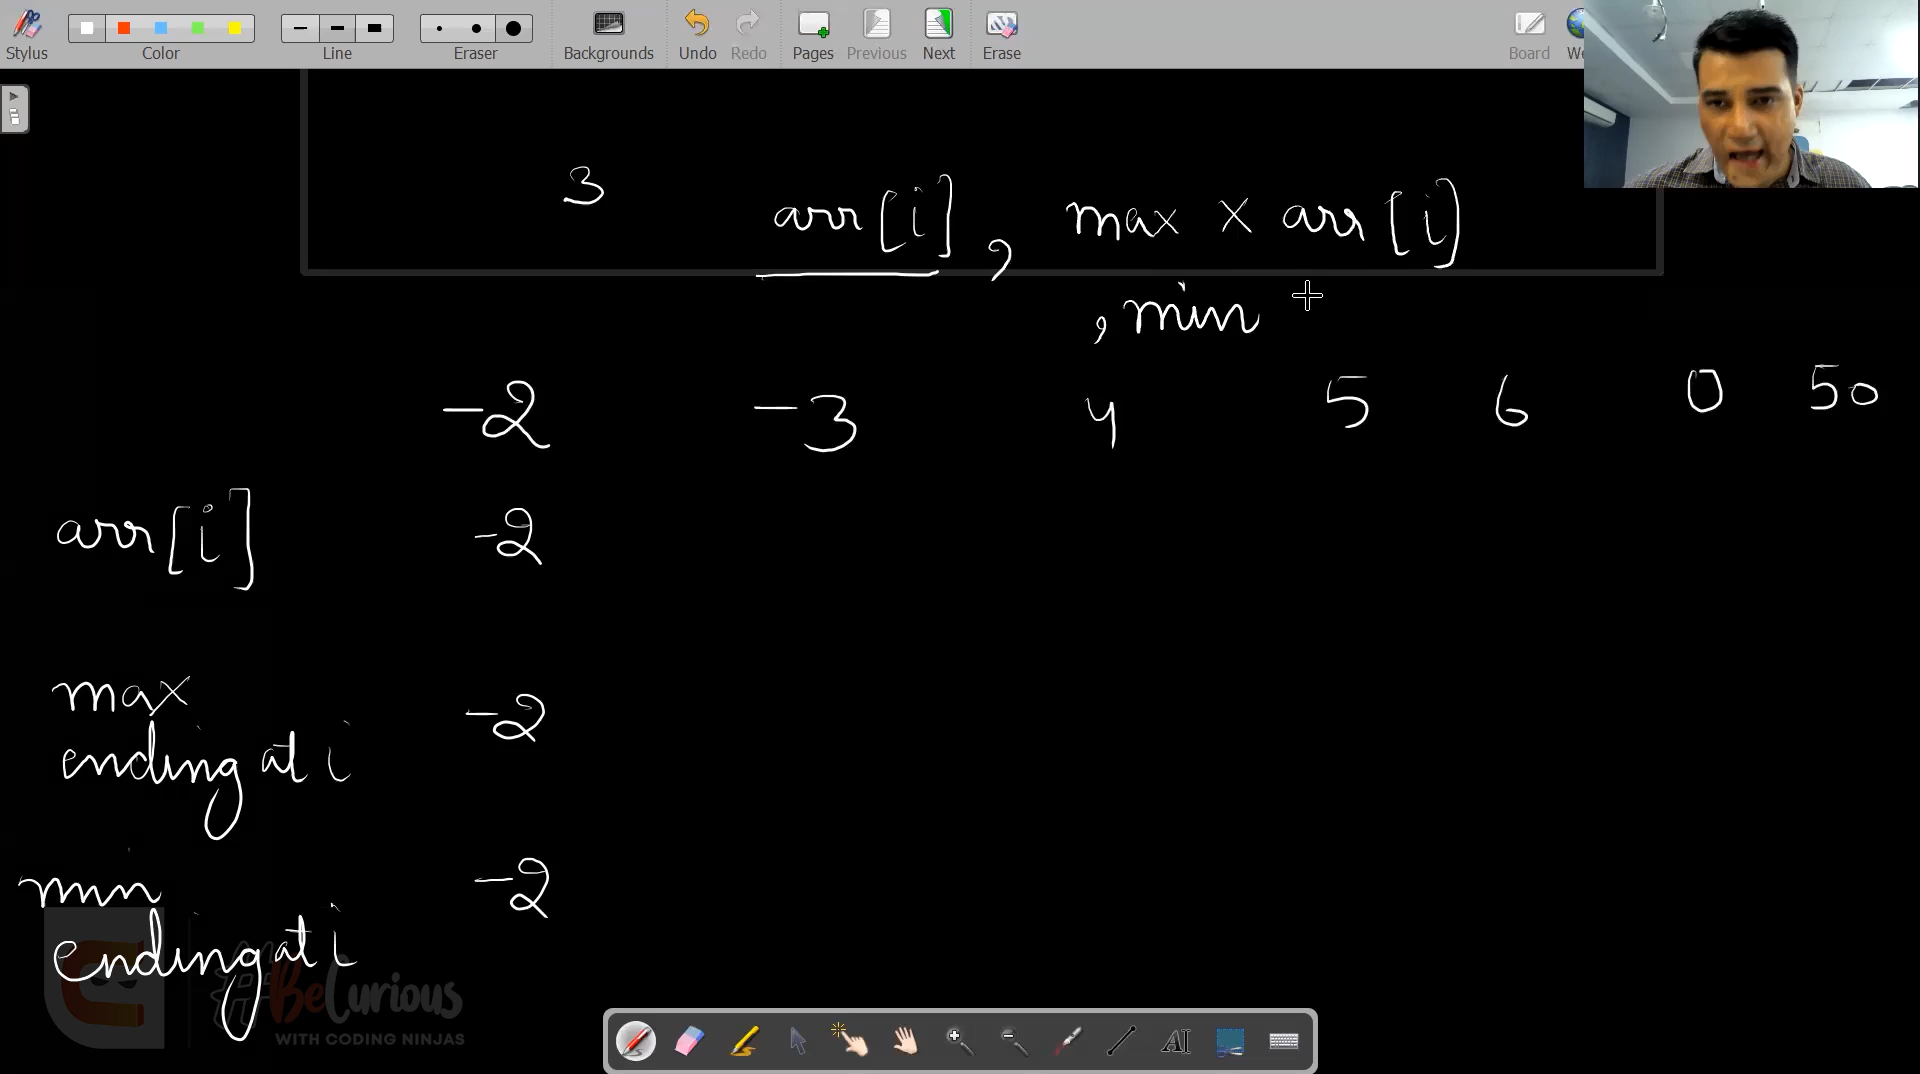 Stylus Color Line Eraser Backgrounds Undo Redo Pages Previous Next Erase Board We
3 arr[i], max x arr[i]
, min
-2 -3 4 5 6 0 50
arr[i] -2
max -2
ending at i
min -2
ending at i
#BeCurious
WITH CODING NINJAS
AI